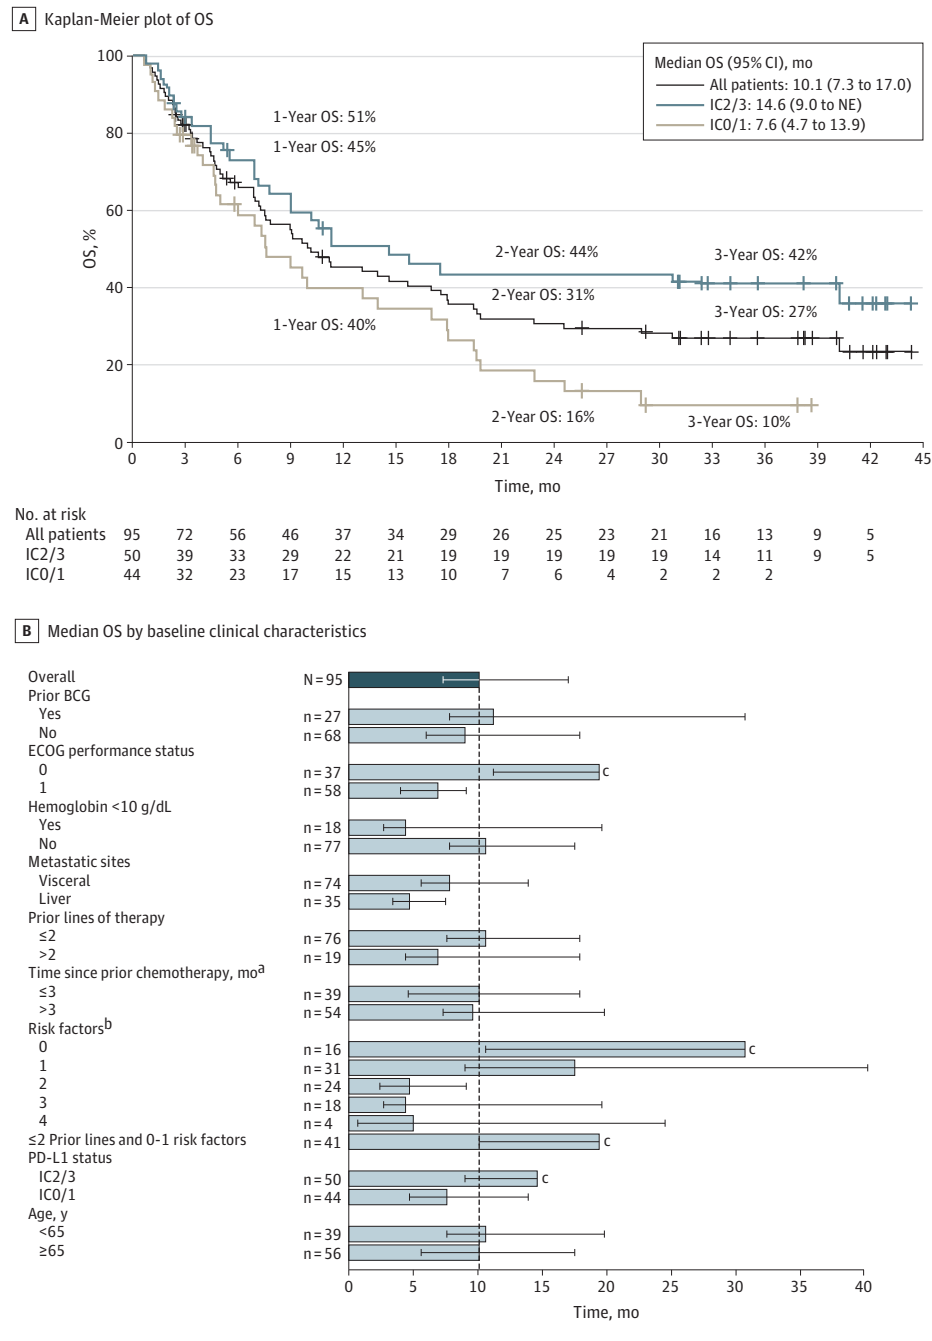 A Kaplan-Meier plot of OS
Median OS (95% CI), mo
All patients: 10.1 (7.3 to 17.0)
IC2/3: 14.6 (9.0 to NE)
IC0/1: 7.6 (4.7 to 13.9)
OS, %
100
80
60
40
20
0
1-Year OS: 51%
1-Year OS: 45%
1-Year OS: 40%
2-Year OS: 44%
2-Year OS: 31%
2-Year OS: 16%
3-Year OS: 42%
3-Year OS: 27%
3-Year OS: 10%
0 3 6 9 12 15 18 21 24 27 30 33 36 39 42 45
Time, mo
No. at risk
All patients 95 72 56 46 37 34 29 26 25 23 21 16 13 9 5
IC2/3 50 39 33 29 22 21 19 19 19 19 19 14 11 9 5
IC0/1 44 32 23 17 15 13 10 7 6 4 2 2 2
B Median OS by baseline clinical characteristics
Overall N=95
Prior BCG
Yes n=27
No n=68
ECOG performance status
0 n=37 c
1 n=58
Hemoglobin <10 g/dL
Yes n=18
No n=77
Metastatic sites
Visceral n=74
Liver n=35
Prior lines of therapy
≤2 n=76
>2 n=19
Time since prior chemotherapy, moa
≤3 n=39
>3 n=54
Risk factorsb
0 n=16 c
1 n=31
2 n=24
3 n=18
4 n=4
≤2 Prior lines and 0-1 risk factors n=41 c
PD-L1 status
IC2/3 n=50 c
IC0/1 n=44
Age, y
<65 n=39
≥65 n=56
0 5 10 15 20 25 30 35 40
Time, mo